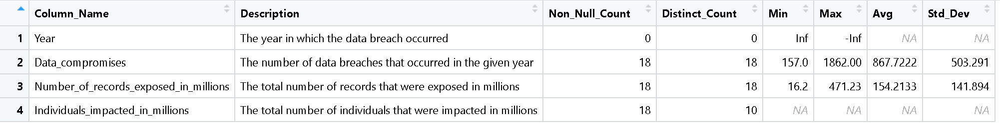 Column_Name Description Non_Null_Count Distinct_Count Min Max Avg Std_Dev
1 Year The year in which the data breach occurred 0 0 Inf -Inf NA NA
2 Data_compromises The number of data breaches that occurred in the given year 18 18 157.0 1862.00 867.7222 503.291
3 Number_of_records_exposed_in_millions The total number of records that were exposed in millions 18 18 16.2 471.23 154.2133 141.894
4 Individuals_impacted_in_millions The total number of individuals that were impacted in millions 18 10 NA NA NA NA